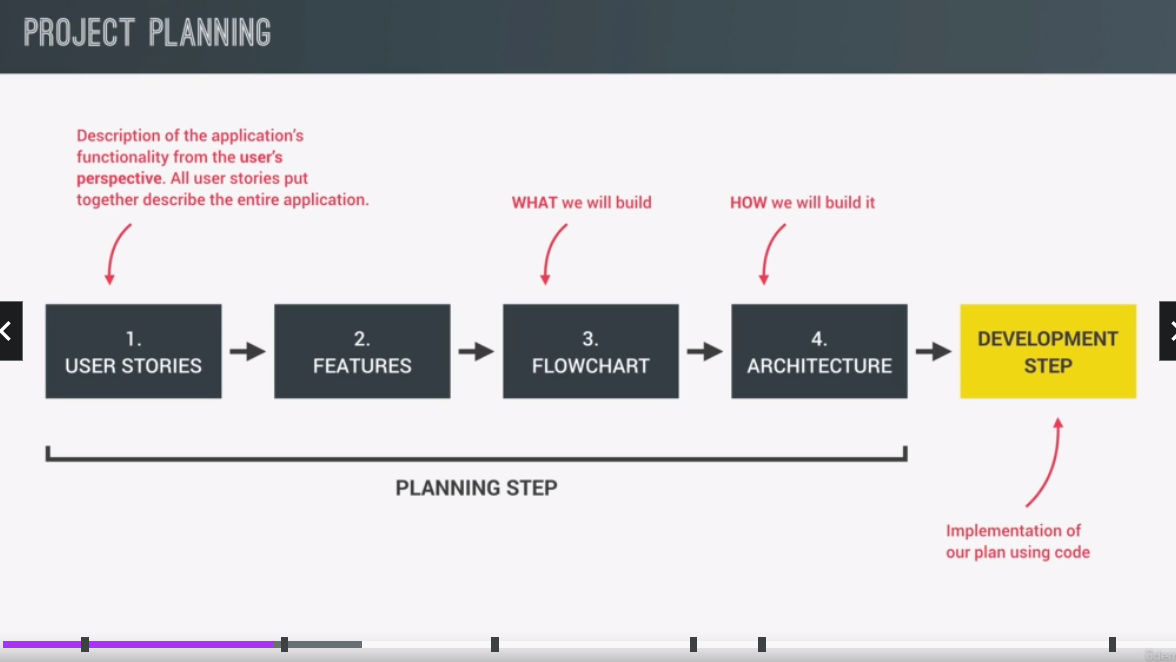 PROJECT PLANNING
Description of the application's
functionality from the user's
perspective. All user stories put
together describe the entire application.
WHAT we will build
HOW we will build it
1.
USER STORIES
2.
FEATURES
3.
FLOWCHART
4.
ARCHITECTURE
DEVELOPMENT
STEP
PLANNING STEP
Implementation of
our plan using code